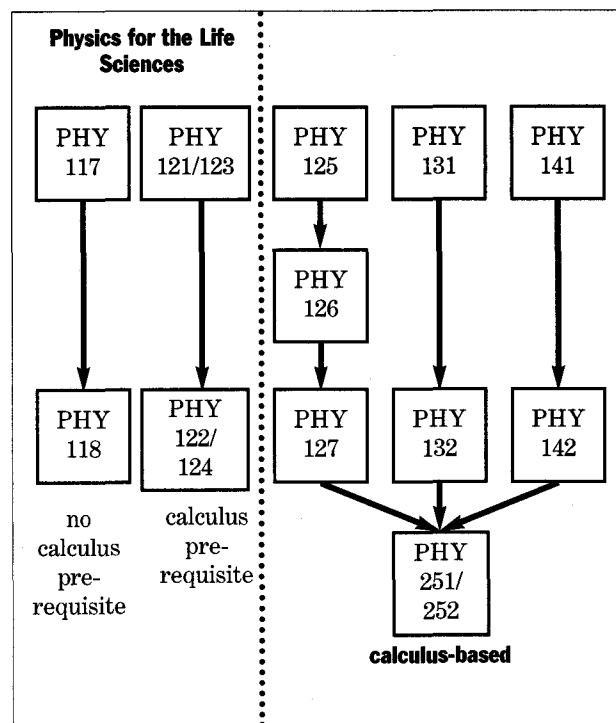 Physics for the Life
Sciences
PHY
117
PHY
121/123
PHY
125
PHY
131
PHY
141
PHY
126
PHY
118
PHY
122/
124
PHY
127
PHY
132
PHY
142
no
calculus
pre-
requisite
calculus
pre-
requisite
PHY
251/
252
calculus-based